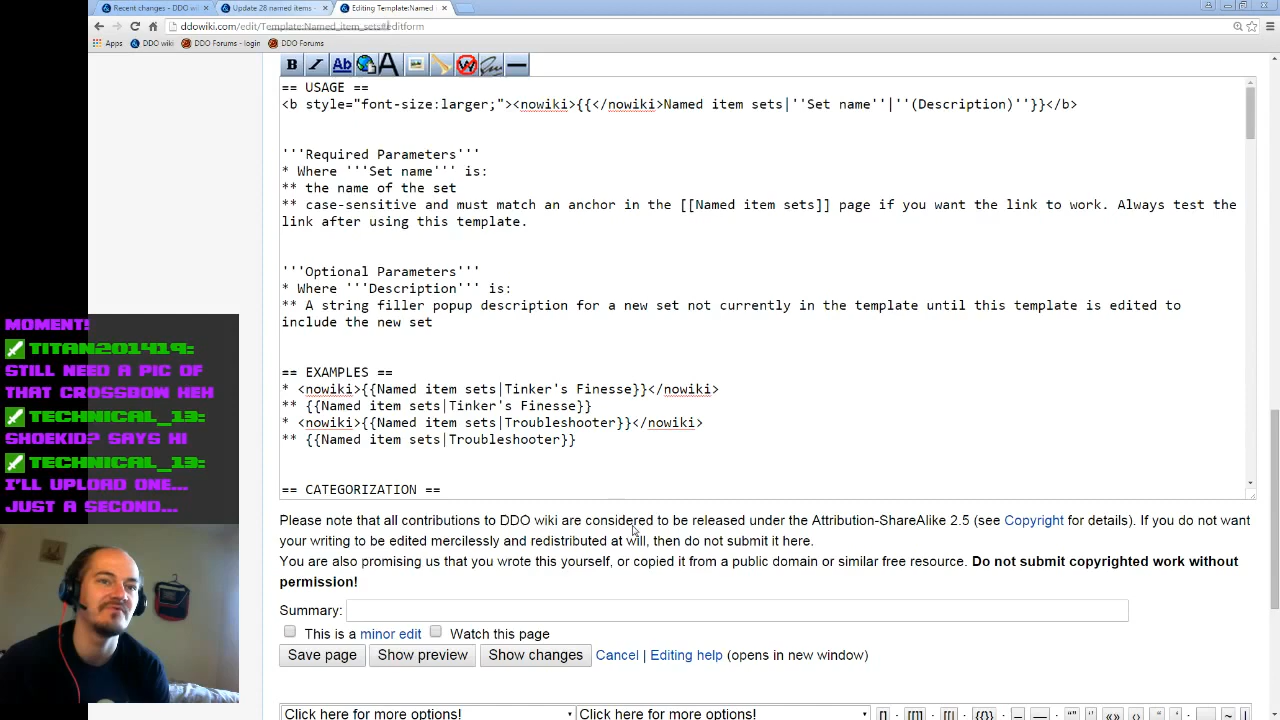 Recent changes - DDO wi
Update 28 named items -
Editing Template:Named
ddowiki.com/edit/Template:Named_item_sets#editform
Apps DDO wiki DDO Forums - login DDO Forums
B I Ab A W
== USAGE ==
<b style="font-size:larger;"><nowiki>{{</nowiki>Named item sets|''Set name''|''(Description)''}}</b>
'''Required Parameters'''
* Where '''Set name''' is:
** the name of the set
** case-sensitive and must match an anchor in the [[Named item sets]] page if you want the link to work. Always test the
link after using this template.
'''Optional Parameters'''
* Where '''Description''' is:
** A string filler popup description for a new set not currently in the template until this template is edited to
include the new set
== EXAMPLES ==
* <nowiki>{{Named item sets|Tinker's Finesse}}</nowiki>
** {{Named item sets|Tinker's Finesse}}
* <nowiki>{{Named item sets|Troubleshooter}}</nowiki>
** {{Named item sets|Troubleshooter}}
== CATEGORIZATION ==
Please note that all contributions to DDO wiki are considered to be released under the Attribution-ShareAlike 2.5 (see Copyright for details). If you do not want
your writing to be edited mercilessly and redistributed at will, then do not submit it here.
You are also promising us that you wrote this yourself, or copied it from a public domain or similar free resource. Do not submit copyrighted work without
permission!
Summary:
This is a minor edit Watch this page
Save page Show preview Show changes Cancel | Editing help (opens in new window)
Click here for more options! Click here for more options!
MOMENT!
TITAN201419:
STILL NEED A PIC OF
THAT CROSSBOW HEH
TECHNICAL_13:
SHOEKID? SAYS HI
TECHNICAL_13:
I'LL UPLOAD ONE...
JUST A SECOND...